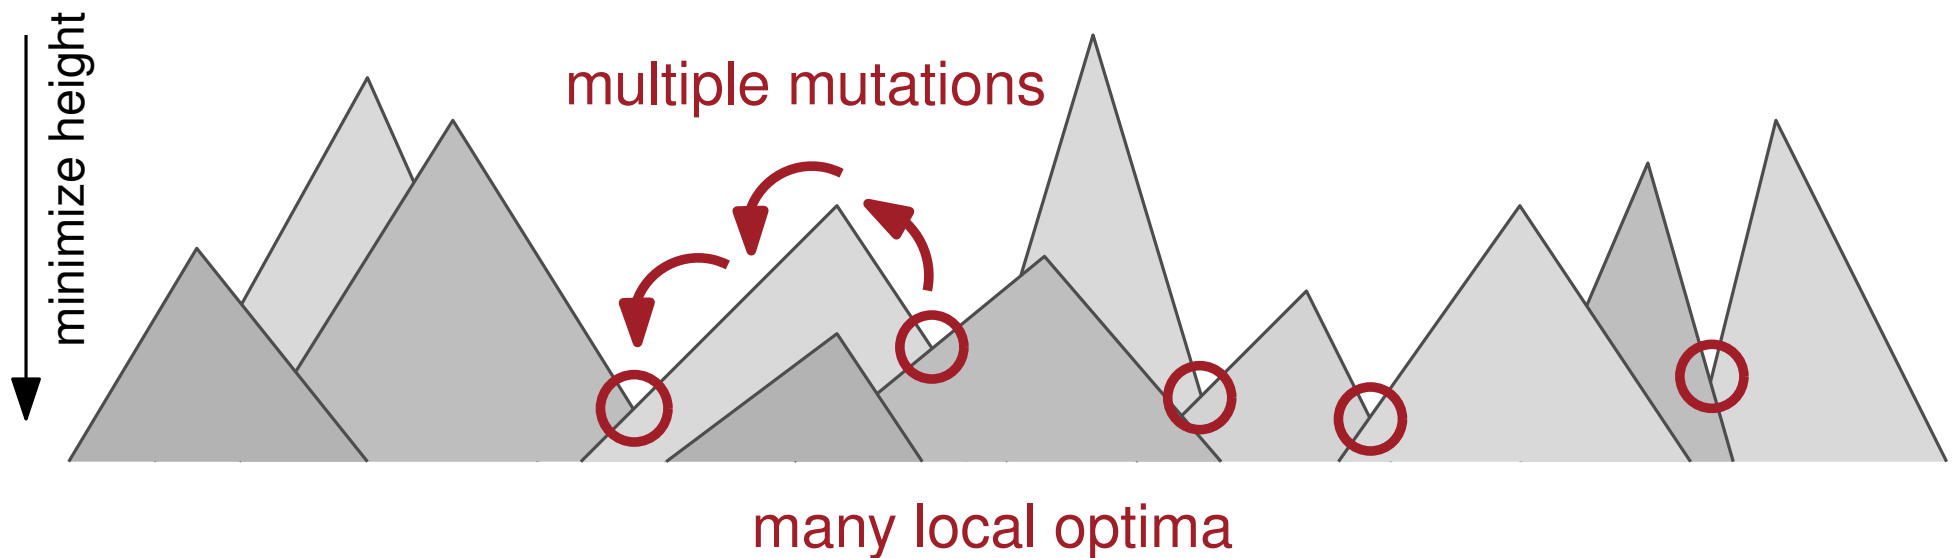 minimize height
multiple mutations
many local optima